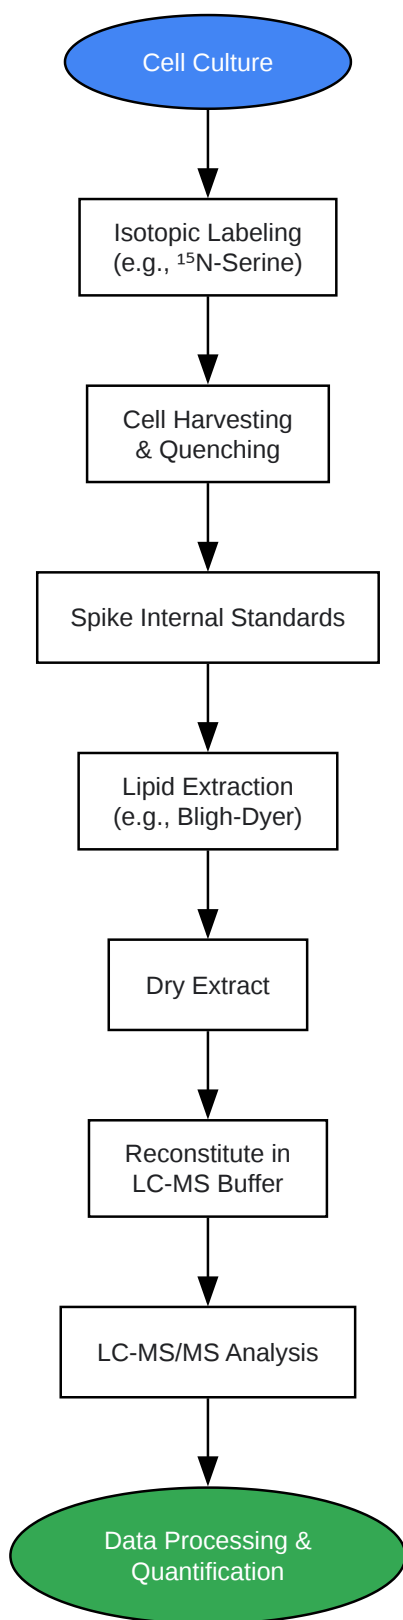 Cell Culture
Isotopic Labeling
(e.g., ¹⁵N-Serine)
Cell Harvesting
& Quenching
Spike Internal Standards
Lipid Extraction
(e.g., Bligh-Dyer)
Dry Extract
Reconstitute in
LC-MS Buffer
LC-MS/MS Analysis
Data Processing &
Quantification